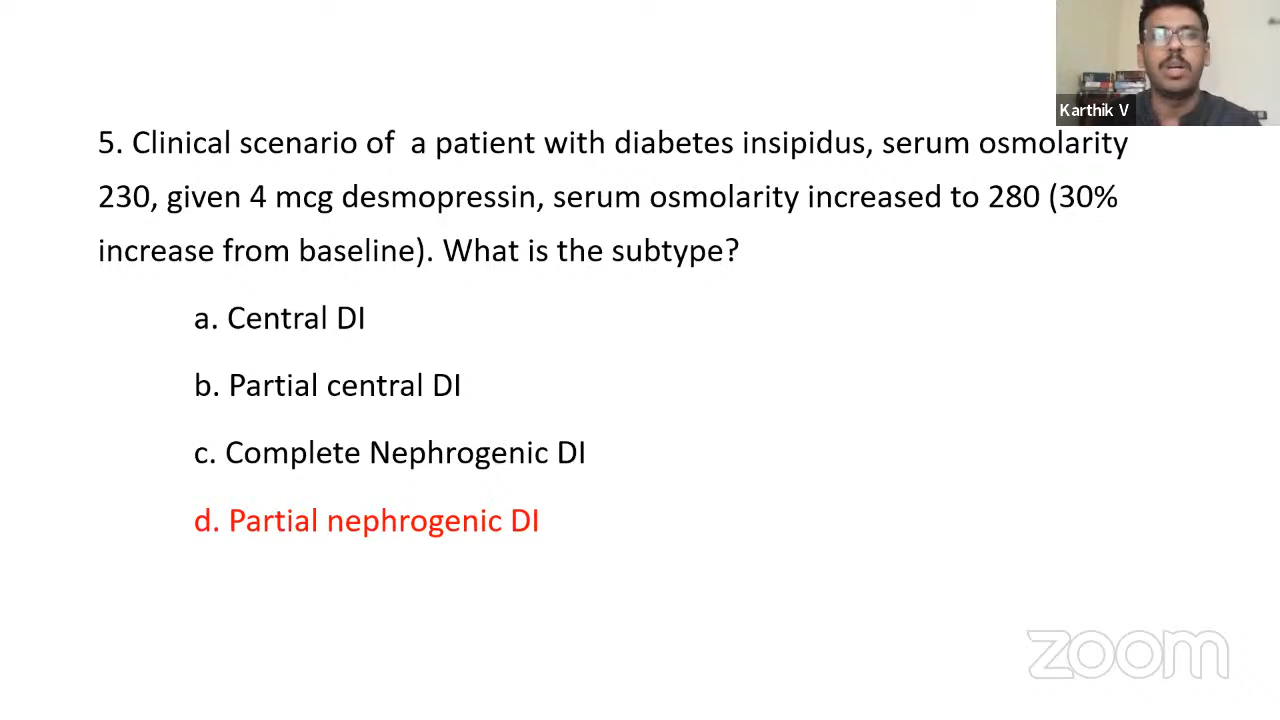 Karthik V
5. Clinical scenario of a patient with diabetes insipidus, serum osmolarity
230, given 4 mcg desmopressin, serum osmolarity increased to 280 (30%
increase from baseline). What is the subtype?
a. Central DI
b. Partial central DI
c. Complete Nephrogenic DI
d. Partial nephrogenic DI
zoom